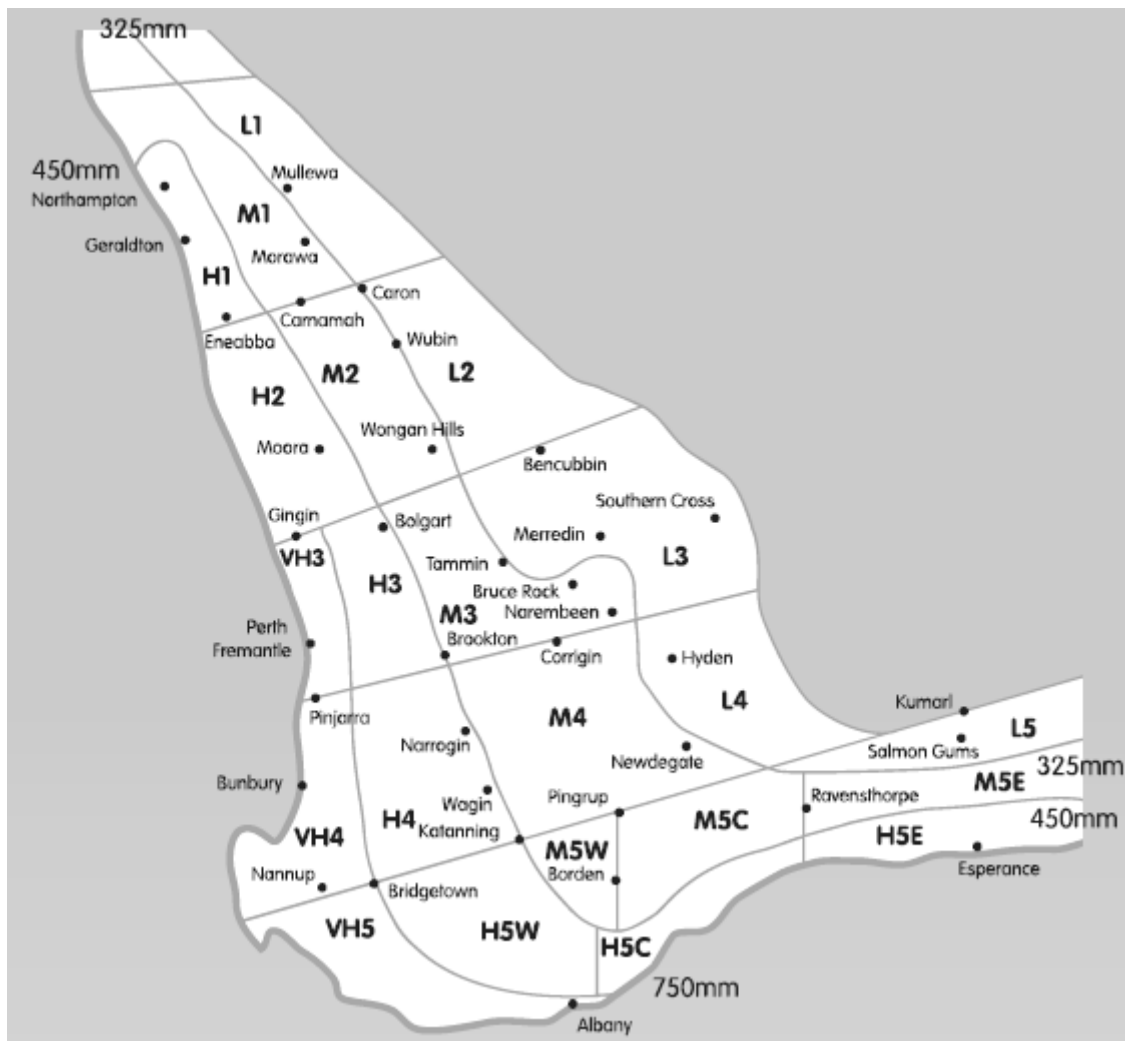 325mm
L1
450mm
Mullewa
Northampton
M1
Geraldton
Morawa
H1
Caron
Carnamah
Eneabba
Wubin
M2
L2
H2
Wongan Hills
Moora
Bencubbin
Southern Cross
Gingin
Bolgart
Merredin
VH3
Tammin
L3
H3
Bruce Rock
M3
Narembeen
Perth
Fremantle
Brookton
Corrigin
Hyden
L4
Kumarl
Pinjarra
M4
L5
Narrogin
Salmon Gums
Newdegate
325mm
Bunbury
M5E
Wagin
Pingrup
Ravensthorpe
H4
M5C
450mm
VH4
Katanning
H5E
M5W
Nannup
Borden
Esperance
Bridgetown
VH5
H5W
H5C
750mm
Albany